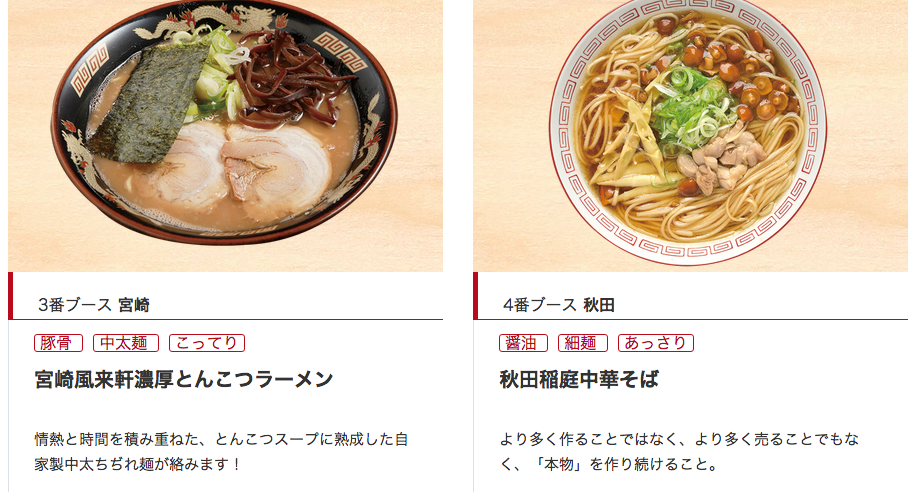 3番ブース 宮崎
豚骨 中太麺 こってり
宮崎風来軒濃厚とんこつラーメン
情熱と時間を積み重ねた、とんこつスープに熟成した自
家製中太ちぢれ麺が絡みます！
4番ブース 秋田
醤油 細麺 あっさり
秋田稲庭中華そば
より多く作ることではなく、より多く売ることでもな
く、「本物」を作り続けること。